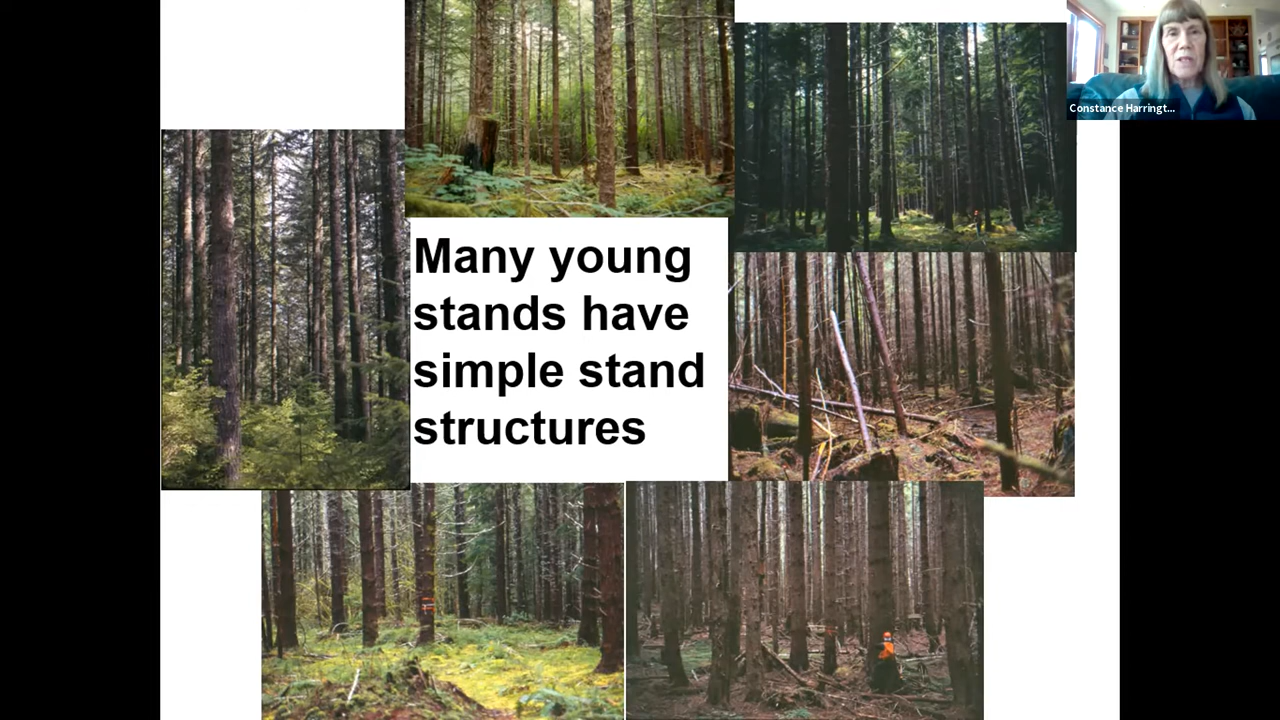 Constance Harringt...
Many young
stands have
simple stand
structures